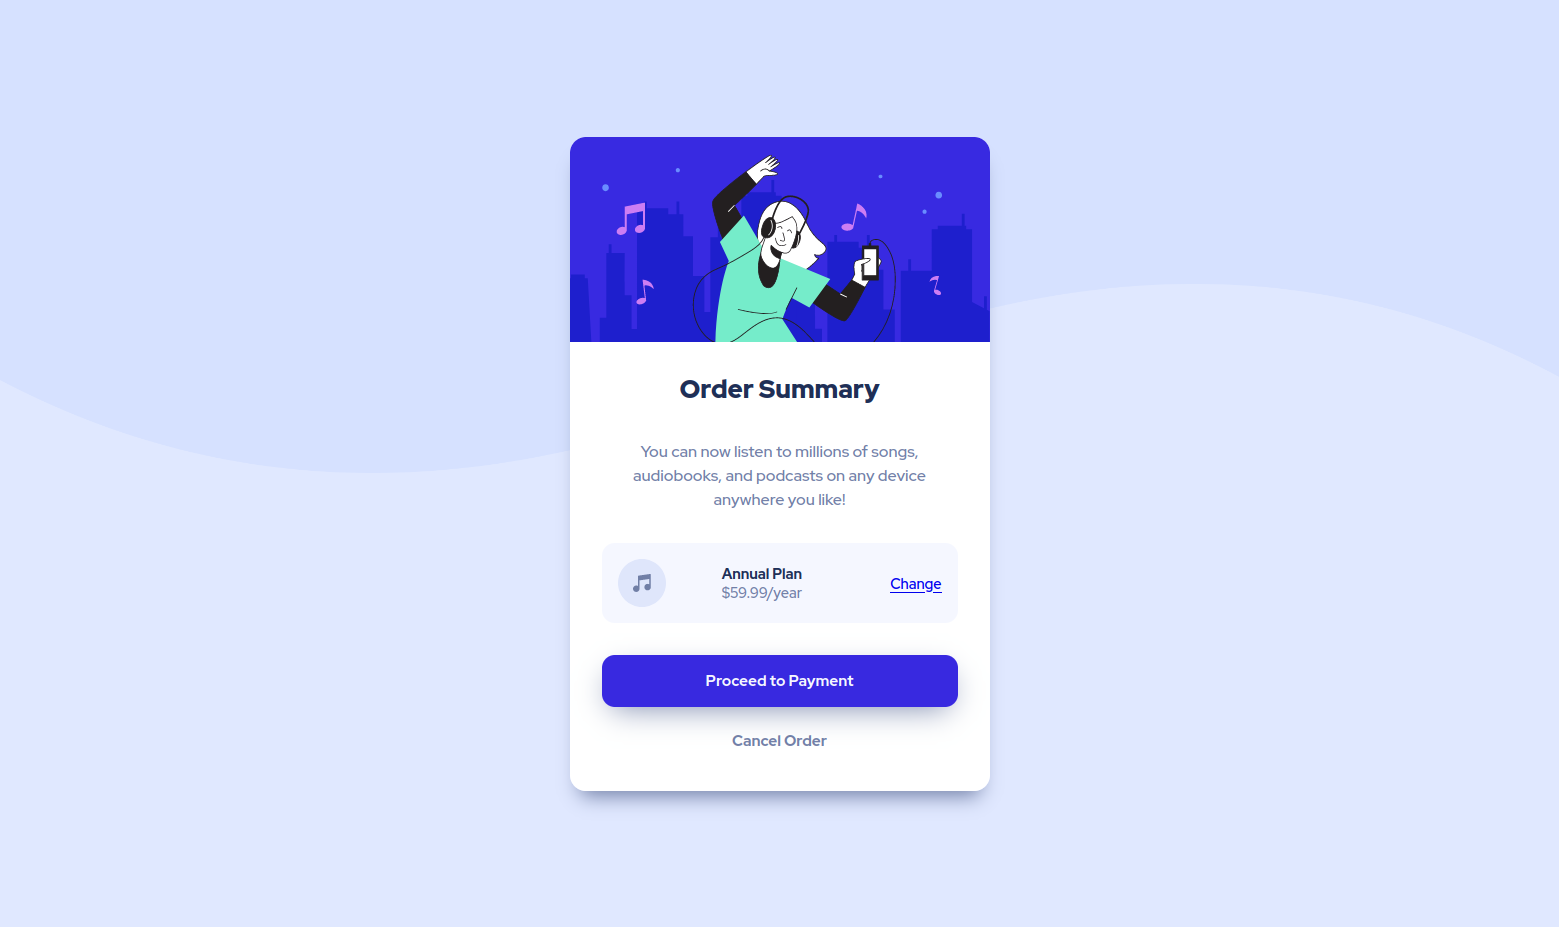 Order Summary
You can now listen to millions of songs,
audiobooks, and podcasts on any device
anywhere you like!
Annual Plan
$59.99/year
Change
Proceed to Payment
Cancel Order